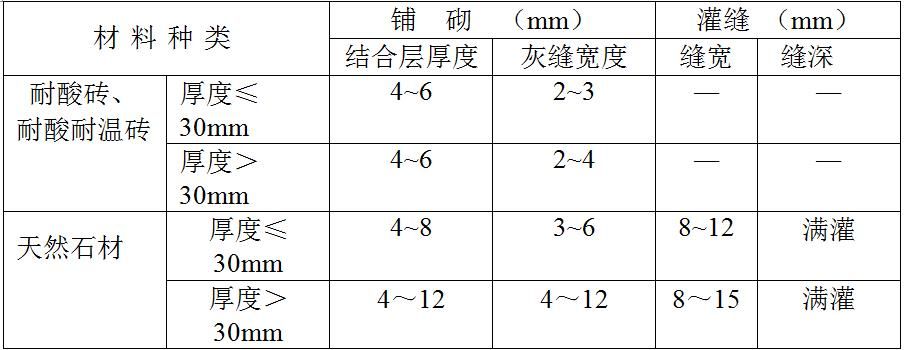 材 料 种 类 铺 砌 （mm） 灌缝 （mm）
结合层厚度 灰缝宽度 缝宽 缝深
耐酸砖、 厚度≤ 4~6 2~3 — —
耐酸耐温砖 30mm
厚度＞ 4~6 2~4 — —
30mm
天然石材 厚度≤ 4~8 3~6 8~12 满灌
30mm
厚度＞ 4～12 4～12 8～15 满灌
30mm